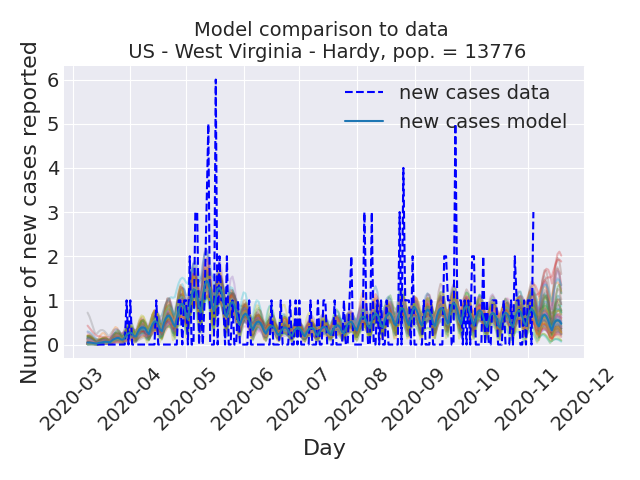 Model comparison to data
US - West Virginia - Hardy, pop. = 13776
Number of new cases reported
6
5
4
3
2
1
0
new cases data
new cases model
2020-03
2020-04
2020-05
2020-06
2020-07
2020-08
2020-09
2020-10
2020-11
2020-12
Day